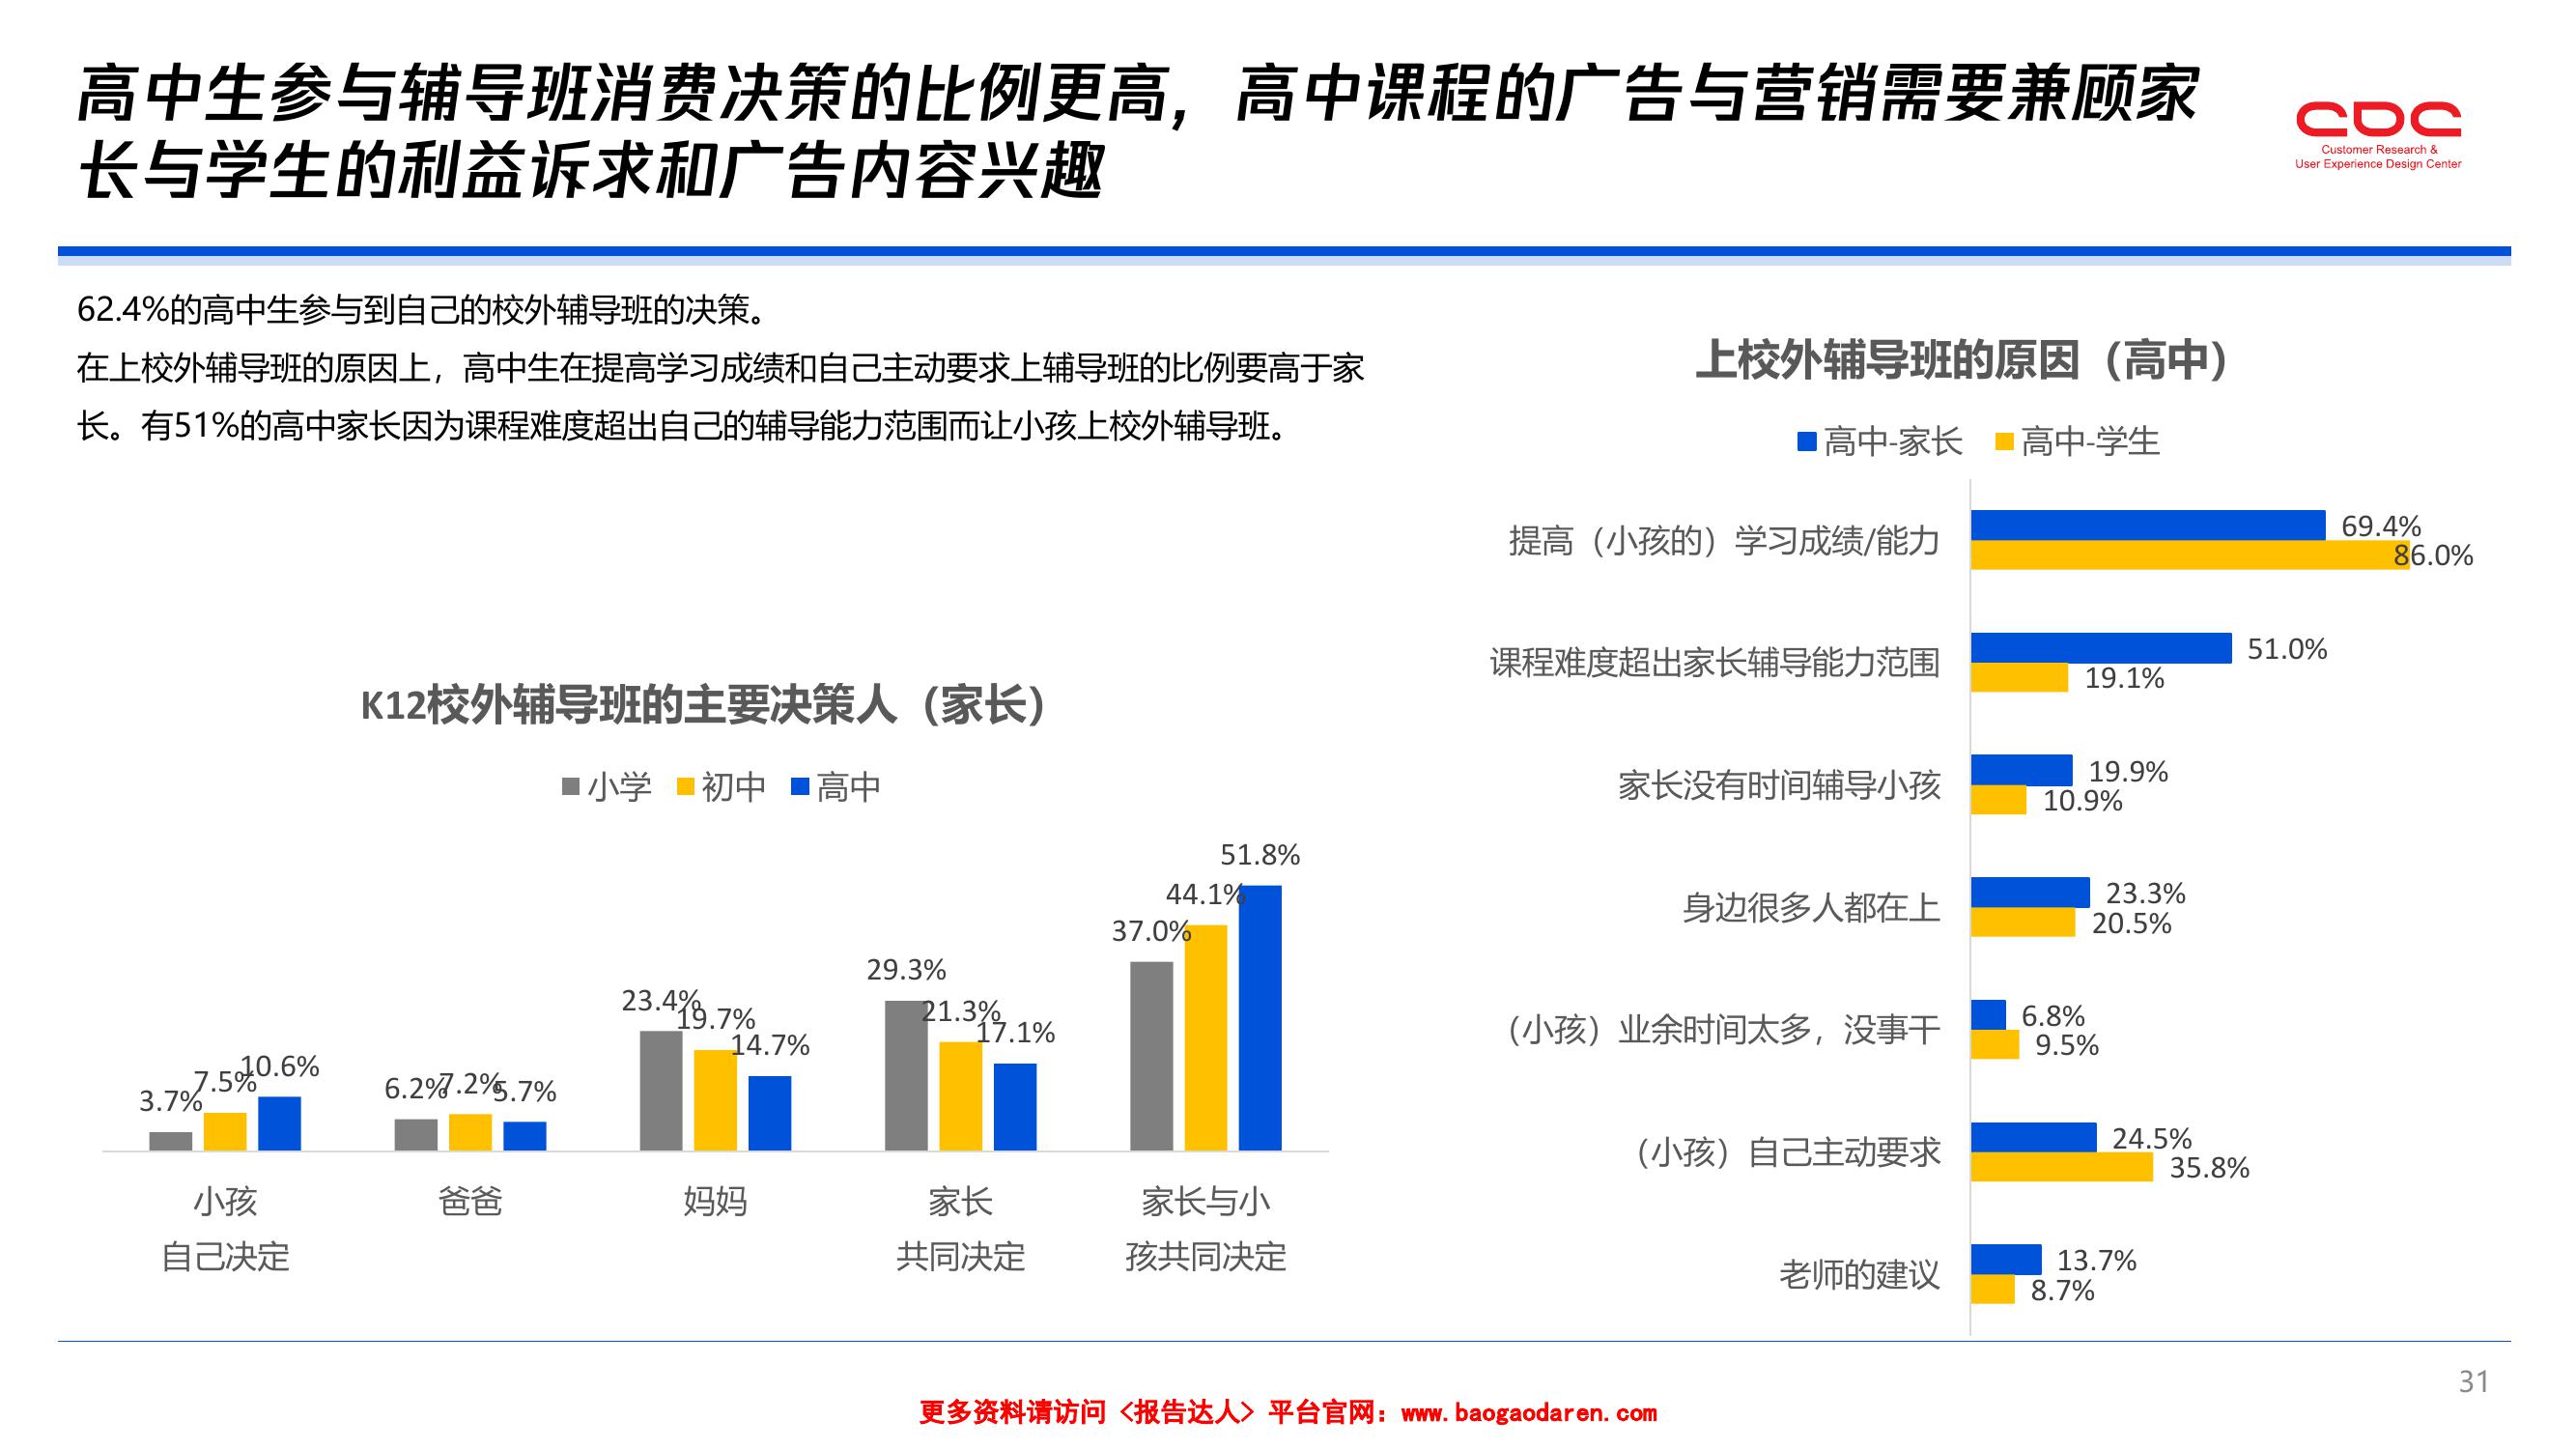 高中生参与辅导班消费决策的比例更高，高中课程的广告与营销需要兼顾家
长与学生的利益诉求和广告内容兴趣
CDC
Customer Research &
User Experience Design Center
62.4%的高中生参与到自己的校外辅导班的决策。
在上校外辅导班的原因上，高中生在提高学习成绩和自己主动要求上辅导班的比例要高于家
长。有51%的高中家长因为课程难度超出自己的辅导能力范围而让小孩上校外辅导班。
K12校外辅导班的主要决策人（家长）
小学 初中 高中
3.7% 7.5% 10.6%
6.2% 7.2% 5.7%
23.4% 19.7% 14.7%
29.3% 21.3% 17.1%
37.0% 44.1% 51.8%
小孩 爸爸 妈妈 家长 家长与小
自己决定 共同决定 孩共同决定
上校外辅导班的原因（高中）
高中-家长 高中-学生
提高（小孩的）学习成绩/能力
69.4%
86.0%
课程难度超出家长辅导能力范围
51.0%
19.1%
家长没有时间辅导小孩
19.9%
10.9%
身边很多人都在上
23.3%
20.5%
（小孩）业余时间太多，没事干
6.8%
9.5%
（小孩）自己主动要求
24.5%
35.8%
老师的建议
13.7%
8.7%
31
更多资料请访问《报告达人》平台官网：www.baogaodaren.com